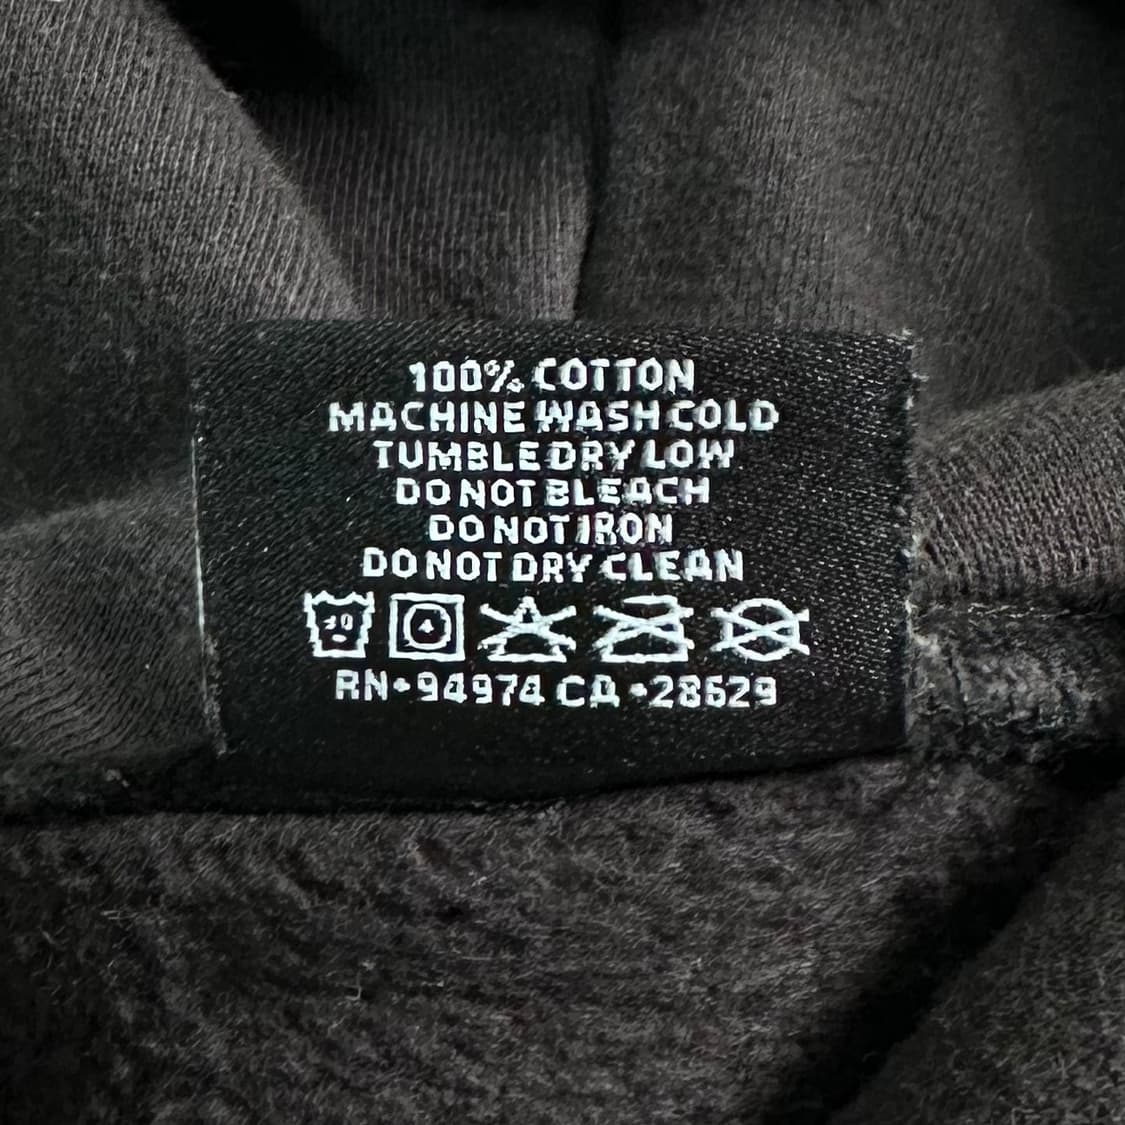 100% COTTON
MACHINE WASH COLD
TUMBLE DRY LOW
DO NOT BLEACH
DO NOT IRON
DO NOT DRY CLEAN
RN•94974 CA •28629